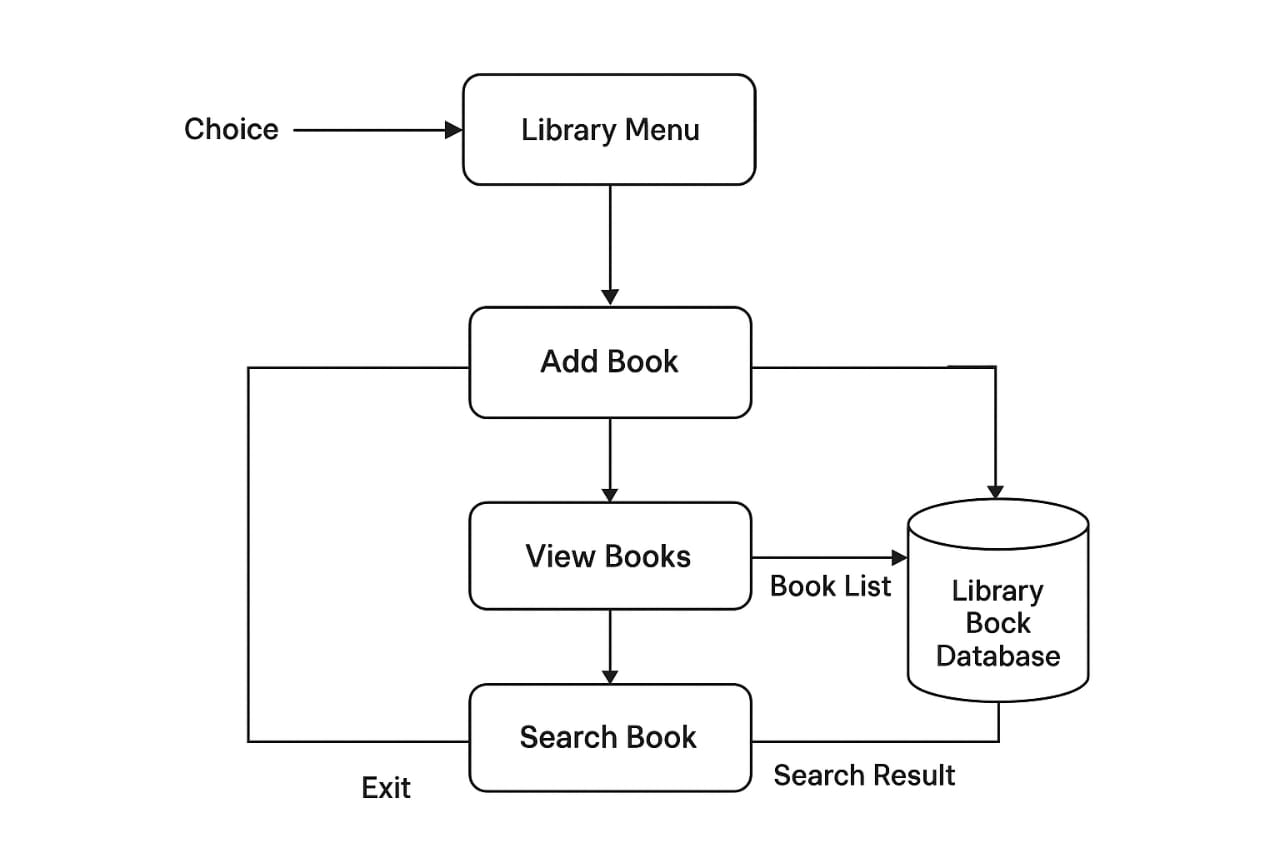 Choice
Library Menu
Add Book
View Books
Book List
Library
Bock
Database
Search Book
Search Result
Exit